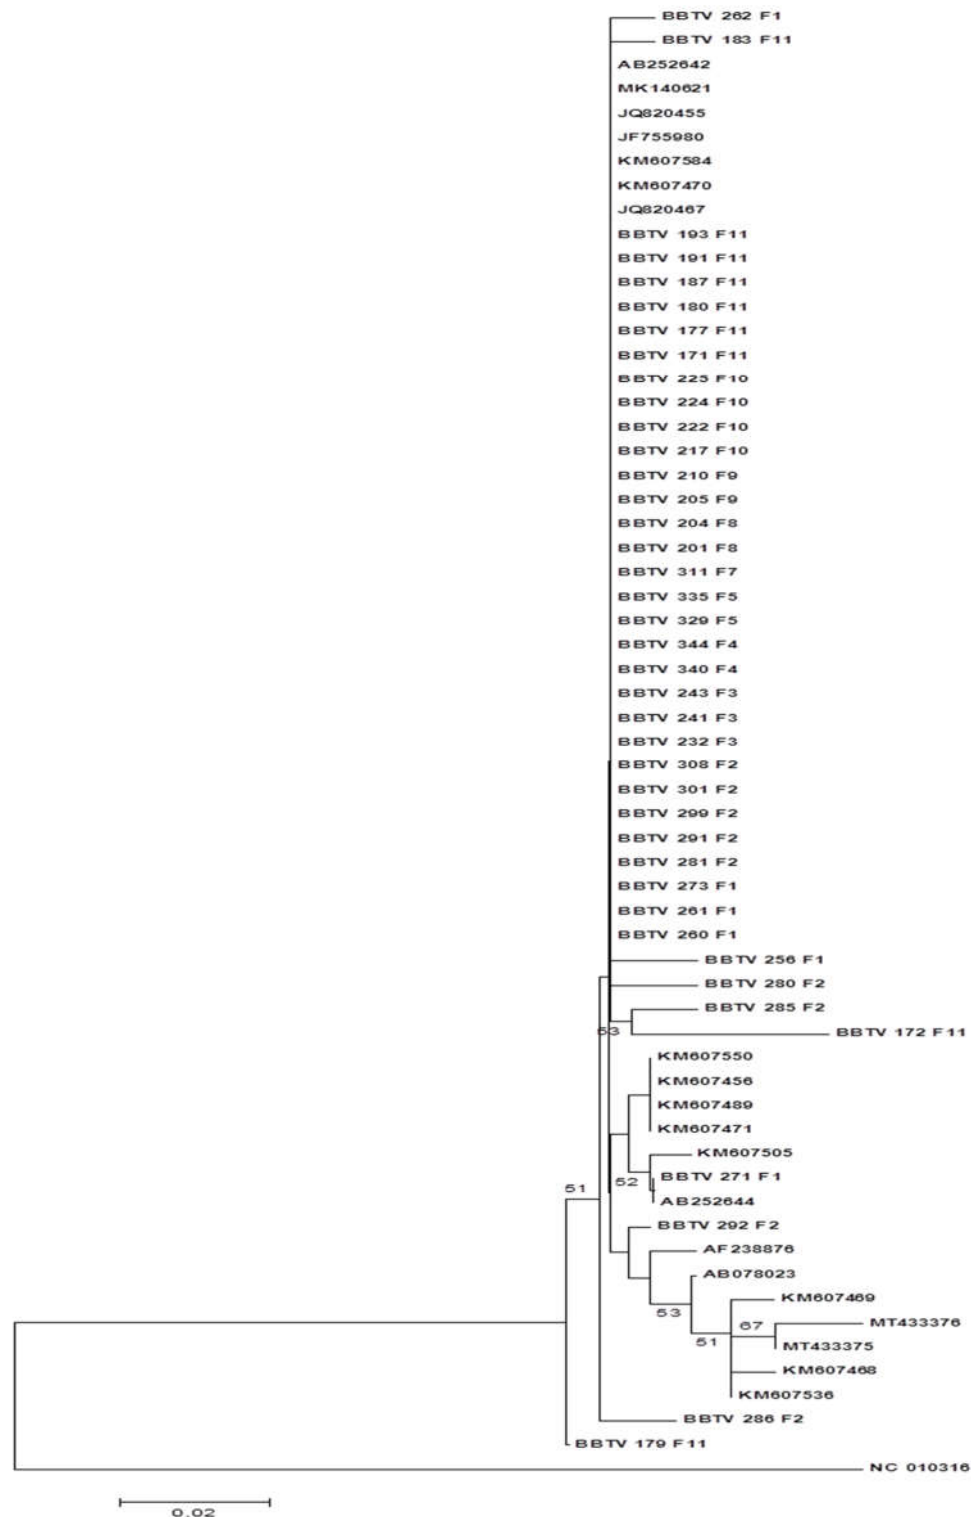 BBTV 262 F1
BBTV 183 F11
AB252642
MK140621
JQ820455
JF755980
KM607584
KM607470
JQ820467
BBTV 193 F11
BBTV 191 F11
BBTV 187 F11
BBTV 180 F11
BBTV 177 F11
BBTV 171 F11
BBTV 225 F10
BBTV 224 F10
BBTV 222 F10
BBTV 217 F10
BBTV 210 F9
BBTV 205 F9
BBTV 204 F8
BBTV 201 F8
BBTV 311 F7
BBTV 335 F5
BBTV 329 F5
BBTV 344 F4
BBTV 340 F4
BBTV 243 F3
BBTV 241 F3
BBTV 232 F3
BBTV 308 F2
BBTV 301 F2
BBTV 299 F2
BBTV 291 F2
BBTV 281 F2
BBTV 273 F1
BBTV 261 F1
BBTV 260 F1
BBTV 256 F1
BBTV 280 F2
BBTV 285 F2
53
BBTV 172 F11
KM607550
KM607456
KM607489
KM607471
KM607505
BBTV 271 F1
52
51
AB252644
BBTV 292 F2
AF238876
AB078023
KM607469
53
67
MT433376
51
MT433375
KM607468
KM607536
BBTV 286 F2
BBTV 179 F11
NC 010316
0.02